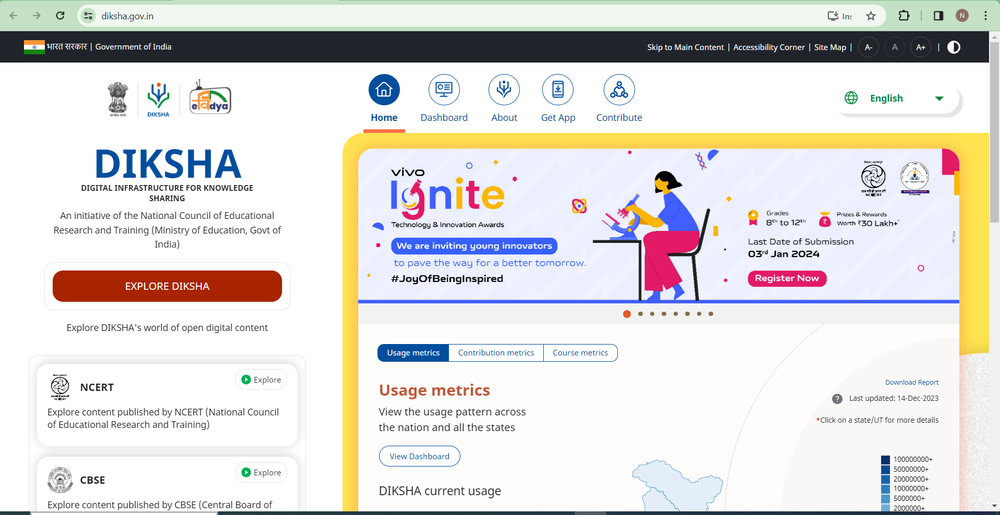 diksha.gov.in
Ins
N
भारत सरकार | Government of India
Skip to Main Content | Accessibility Corner | Site Map |
A-
A
A+
|
DIKSHA
eविद्या dya
Home
Dashboard
About
Get App
Contribute
English
DIKSHA
DIGITAL INFRASTRUCTURE FOR KNOWLEDGE
SHARING
An initiative of the National Council of Educational
Research and Training (Ministry of Education, Govt of
India)
EXPLORE DIKSHA
Explore DIKSHA's world of open digital content
NCERT
Explore
Explore content published by NCERT (National Council
of Educational Research and Training)
CBSE
Explore
Explore content published by CBSE (Central Board of
vivo
Ignite
Technology & Innovation Awards
We are inviting young innovators
to pave the way for a better tomorrow.
#JoyOfBeingInspired
NCERT
Grades
8th to 12th
Prizes & Rewards
Worth ₹30 Lakh+*
Last Date of Submission
03rd Jan 2024
Register Now
Usage metrics
Contribution metrics
Course metrics
Usage metrics
View the usage pattern across
the nation and all the states
View Dashboard
DIKSHA current usage
Download Report
? Last updated: 14-Dec-2023
*Click on a state/UT for more details
100000000+
50000000+
20000000+
10000000+
5000000+
2000000+